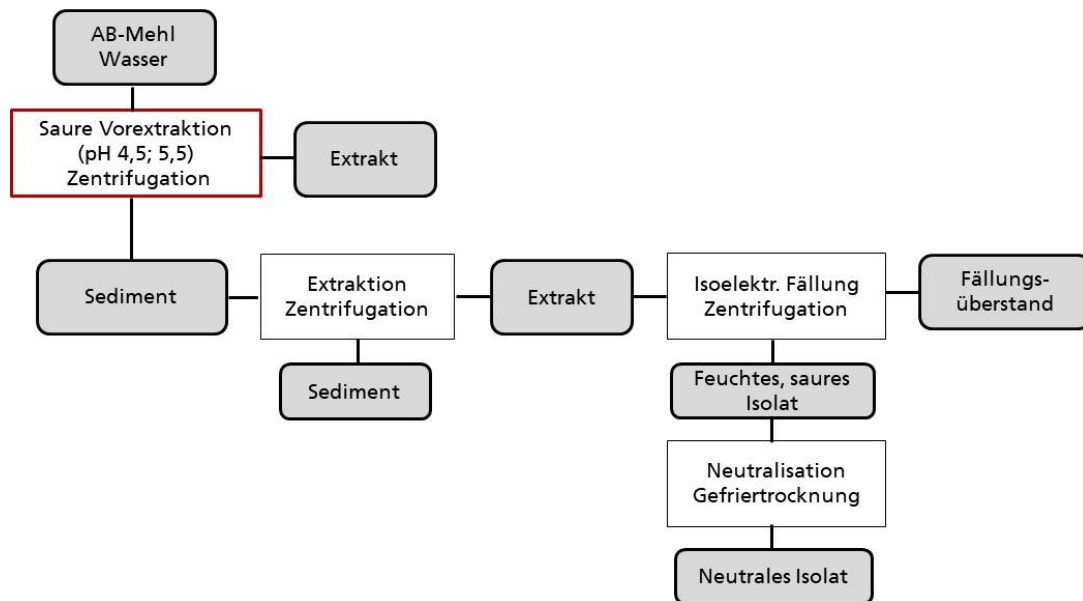 AB-Mehl
Wasser
Saure Vorextraktion
(pH 4,5; 5,5)
Zentrifugation
Extrakt
Sediment
Extraktion
Zentrifugation
Extrakt
Isoelektr. Fällung
Zentrifugation
Fällungs-
überstand
Sediment
Feuchtes, saures
Isolat
Neutralisation
Gefriertrocknung
Neutrales Isolat